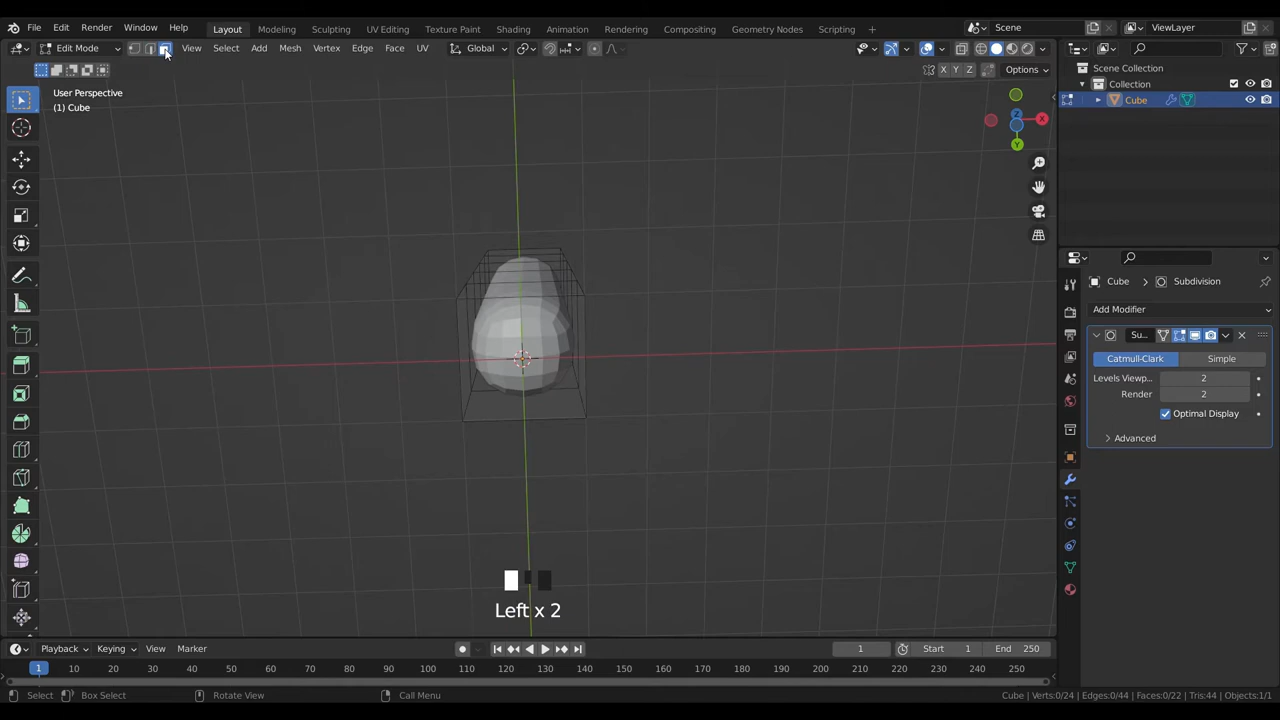 File Edit Render Window Help Layout Modeling Sculpting UV Editing Texture Paint Shading Animation Rendering Compositing Geometry Nodes Scripting Scene ViewLayer
Edit Mode View Select Add Mesh Vertex Edge Face UV Global
X Y Z Options
User Perspective
(1) Cube
Scene Collection
Collection
Cube
Z X Y
Cube > Subdivision
Add Modifier
Su...
Catmull-Clark Simple
Levels Viewp... 2
Render 2
Optimal Display
Advanced
Left x 2
Playback Keying View Marker 1 Start 1 End 250
1 10 20 30 40 50 60 70 80 90 100 110 120 130 140 150 160 170 180 190 200 210 220 230 240 250
Select Box Select Rotate View Call Menu Cube | Verts:0/24 | Edges:0/44 | Faces:0/22 | Tris:44 | Objects:1/1